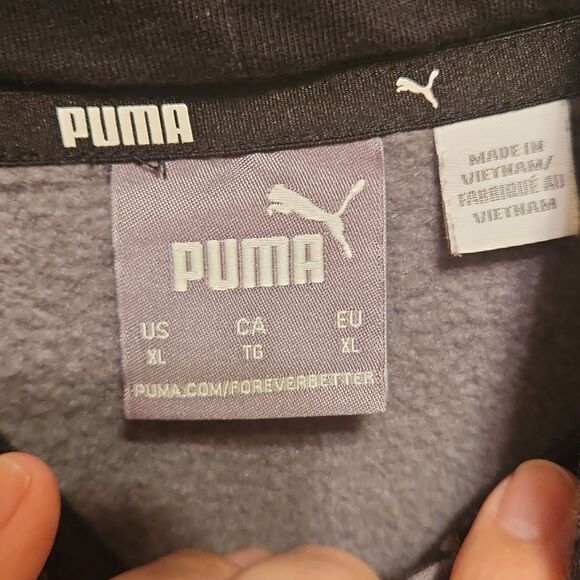 PUMA
PUMA
US CA EU
XL TG XL
PUMA.COM/FOREVERBETTER
MADE IN
VIETNAM/
FABRIQUÉ AU
VIETNAM